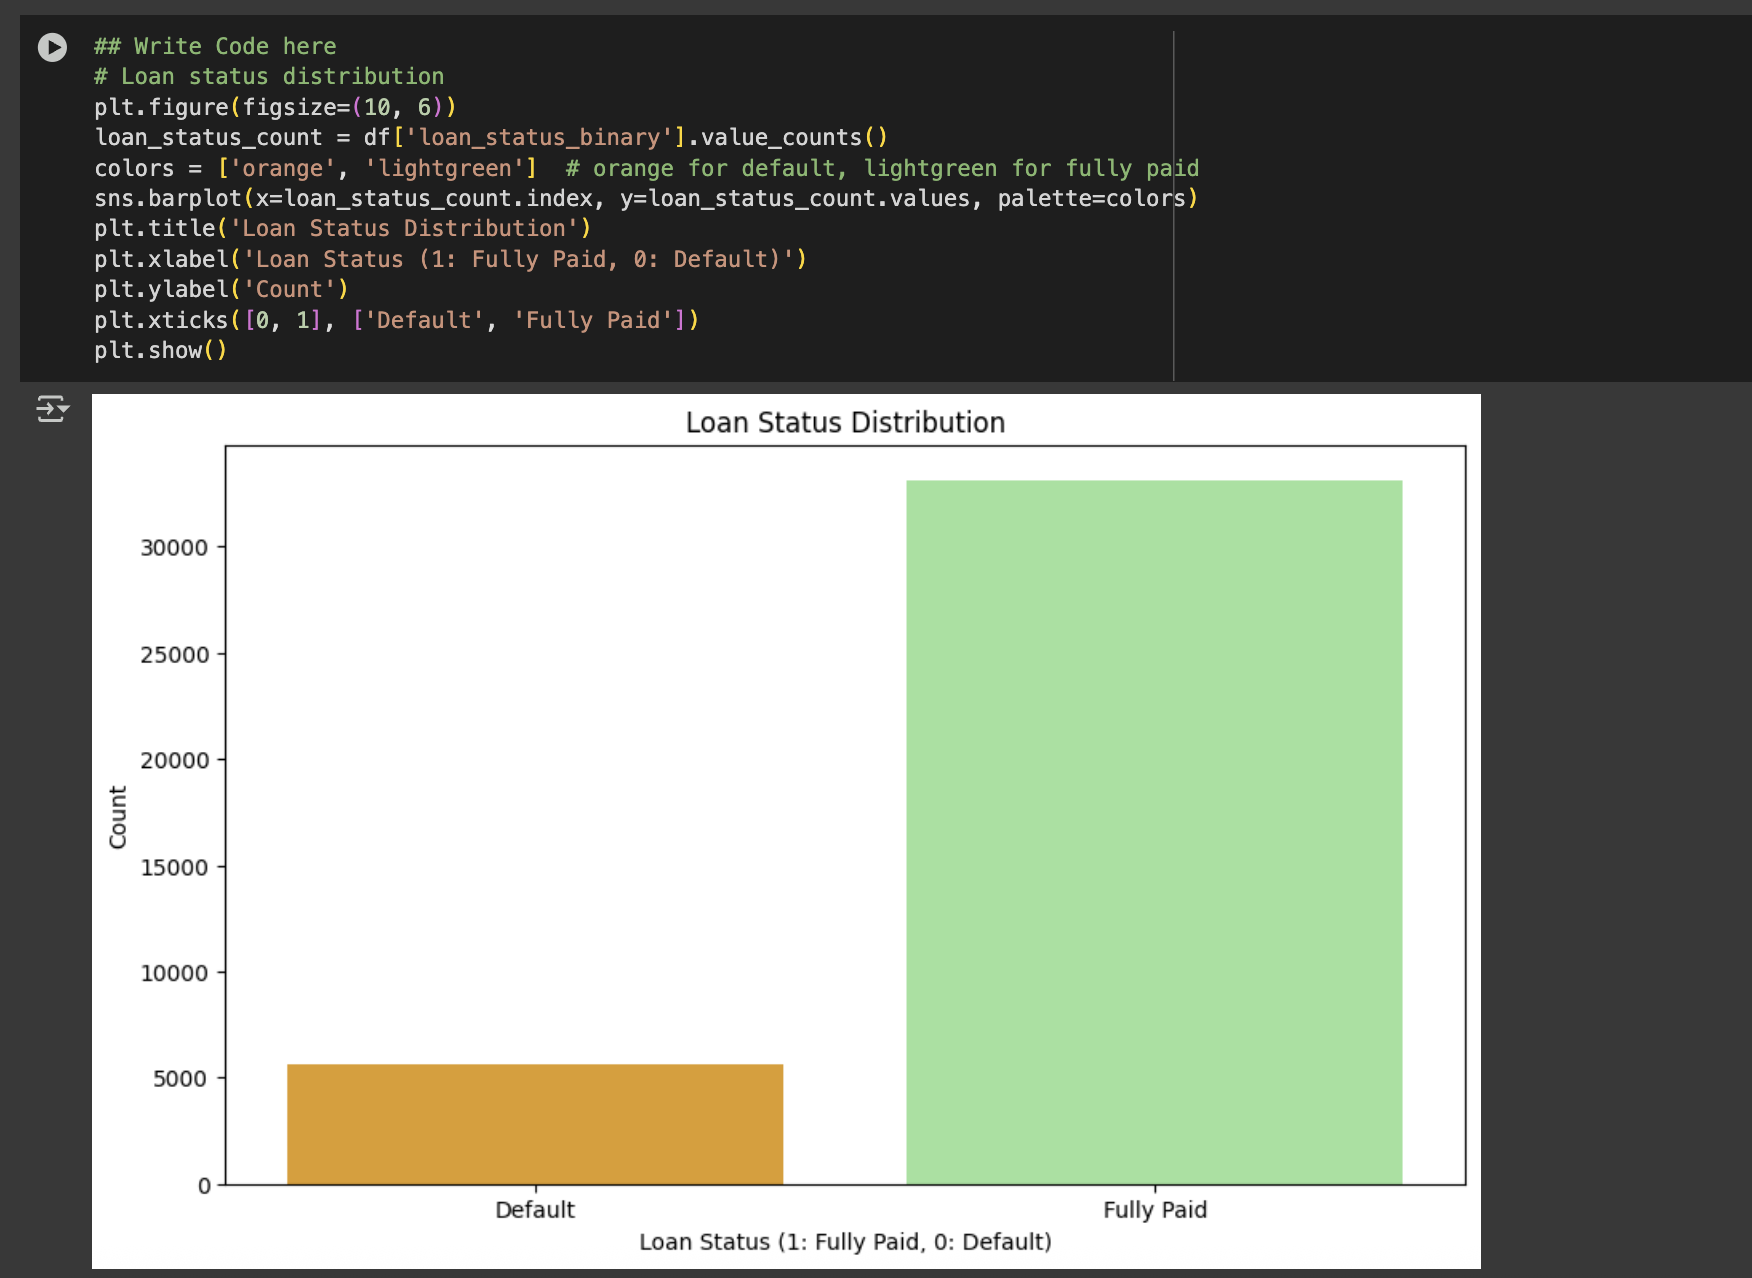 ## Write Code here
# Loan status distribution
plt.figure(figsize=(10, 6))
loan_status_count = df['loan_status_binary'].value_counts()
colors = ['orange', 'lightgreen']  # orange for default, lightgreen for fully paid
sns.barplot(x=loan_status_count.index, y=loan_status_count.values, palette=colors)
plt.title('Loan Status Distribution')
plt.xlabel('Loan Status (1: Fully Paid, 0: Default)')
plt.ylabel('Count')
plt.xticks([0, 1], ['Default', 'Fully Paid'])
plt.show()
Loan Status Distribution
30000
25000
20000
15000
10000
5000
0
Count
Default
Fully Paid
Loan Status (1: Fully Paid, 0: Default)